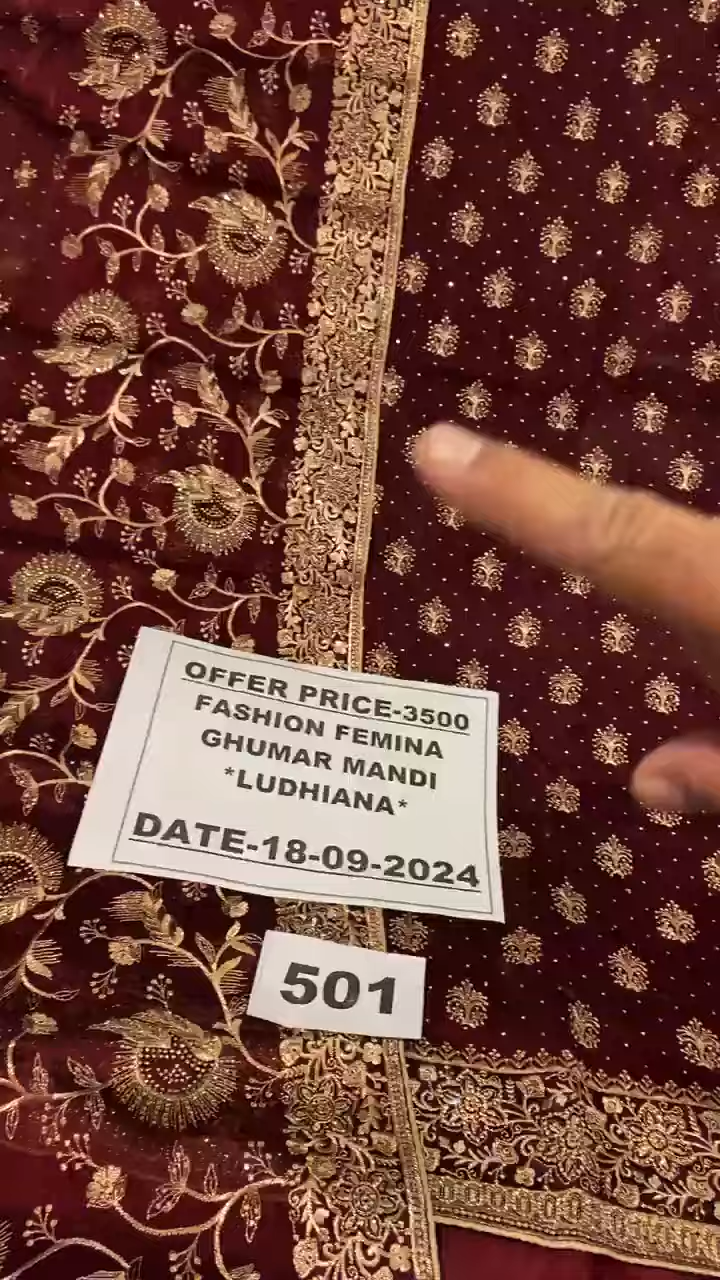 OFFER PRICE-3500
FASHION FEMINA
GHUMAR MANDI
*LUDHIANA*
DATE-18-09-2024
501